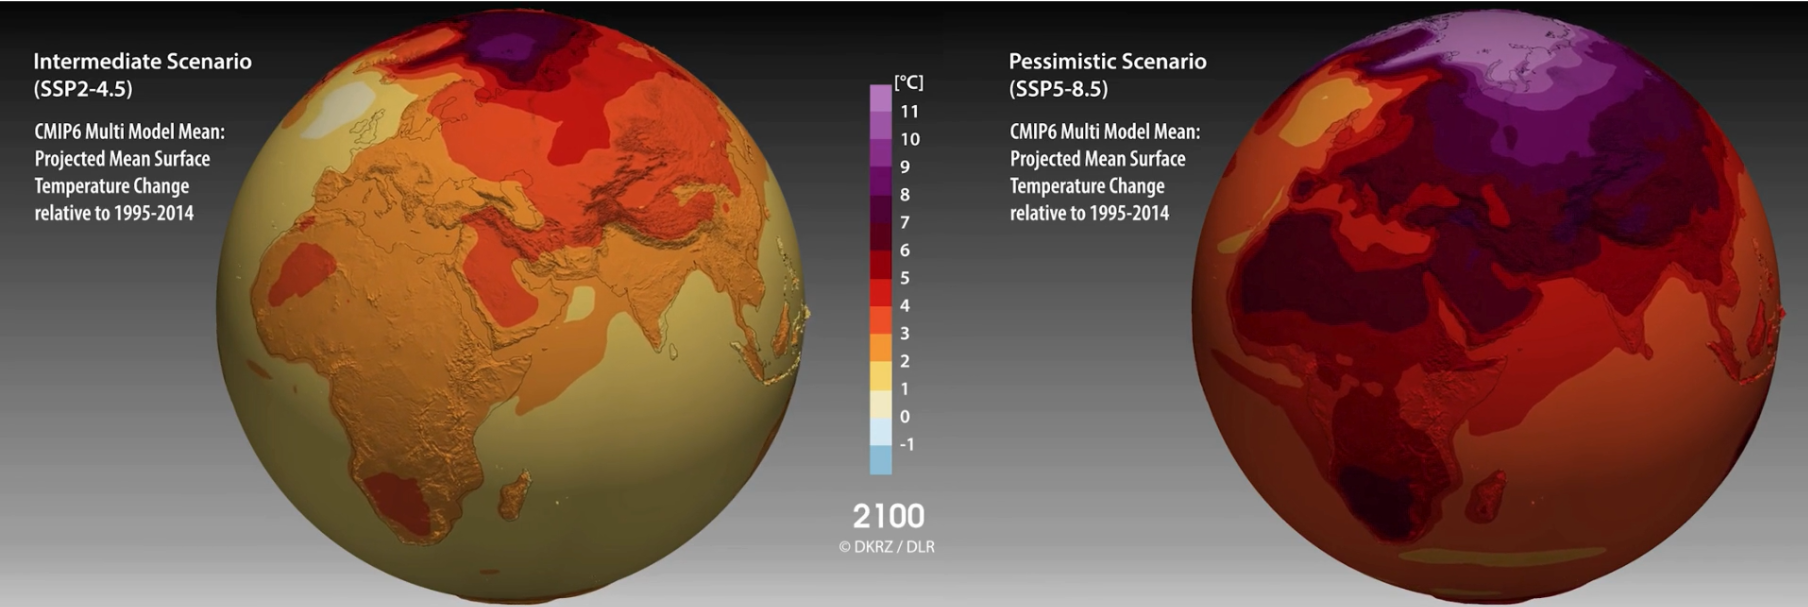 Intermediate Scenario
(SSP2-4.5)
CMIP6 Multi Model Mean:
Projected Mean Surface
Temperature Change
relative to 1995-2014
[°C]
11
10
9
8
7
6
5
4
3
2
1
0
-1
2100
© DKRZ / DLR
Pessimistic Scenario
(SSP5-8.5)
CMIP6 Multi Model Mean:
Projected Mean Surface
Temperature Change
relative to 1995-2014